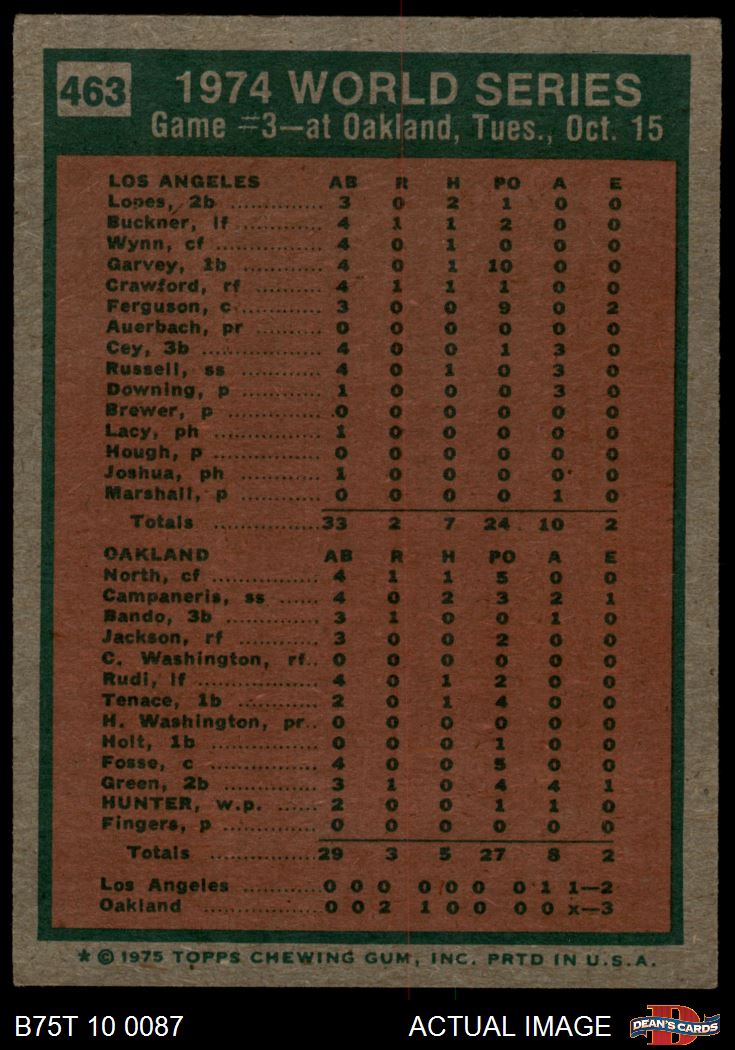 463
1974 WORLD SERIES
Game #3—at Oakland, Tues., Oct. 15
LOS ANGELES AB R H PO A E
Lopes, 2b .............. 3 0 2 1 0 0
Buckner, lf .............. 4 1 1 2 0 0
Wynn, cf .............. 4 0 1 0 0 0
Garvey, 1b .............. 4 0 1 10 0 0
Crawford, rf .............. 4 1 1 1 0 0
Ferguson, c .............. 3 0 0 9 0 2
Auerbach, pr .............. 0 0 0 0 0 0
Cey, 3b .............. 4 0 0 1 3 0
Russell, ss .............. 4 0 1 0 3 0
Downing, p .............. 1 0 0 0 3 0
Brewer, p .............. 0 0 0 0 0 0
Lacy, ph .............. 1 0 0 0 0 0
Hough, p .............. 0 0 0 0 0 0
Joshua, ph .............. 1 0 0 0 0 0
Marshall, p .............. 0 0 0 0 1 0
Totals .............. 33 2 7 24 10 2
OAKLAND AB R H PO A E
North, cf .............. 4 1 1 5 0 0
Campaneris, ss ...... 4 0 2 3 2 1
Bando, 3b .............. 3 1 0 0 1 0
Jackson, rf .............. 3 0 0 2 0 0
C. Washington, rf.. 0 0 0 0 0 0
Rudi, lf .............. 4 0 1 2 0 0
Tenace, 1b .............. 2 0 1 4 0 0
H. Washington, pr.. 0 0 0 0 0 0
Holt, 1b .............. 0 0 0 1 0 0
Fosse, c .............. 4 0 0 5 0 0
Green, 2b .............. 3 1 0 4 4 1
HUNTER, w.p. ...... 2 0 0 1 1 0
Fingers, p .............. 0 0 0 0 0 0
Totals .............. 29 3 5 27 8 2
Los Angeles .......... 0 0 0 0 0 0 0 1 1—2
Oakland .............. 0 0 2 1 0 0 0 0 x—3
★ © 1975 TOPPS CHEWING GUM, INC. PRTD IN U.S.A.
B75T 10 0087 ACTUAL IMAGE D DEAN'S CARDS